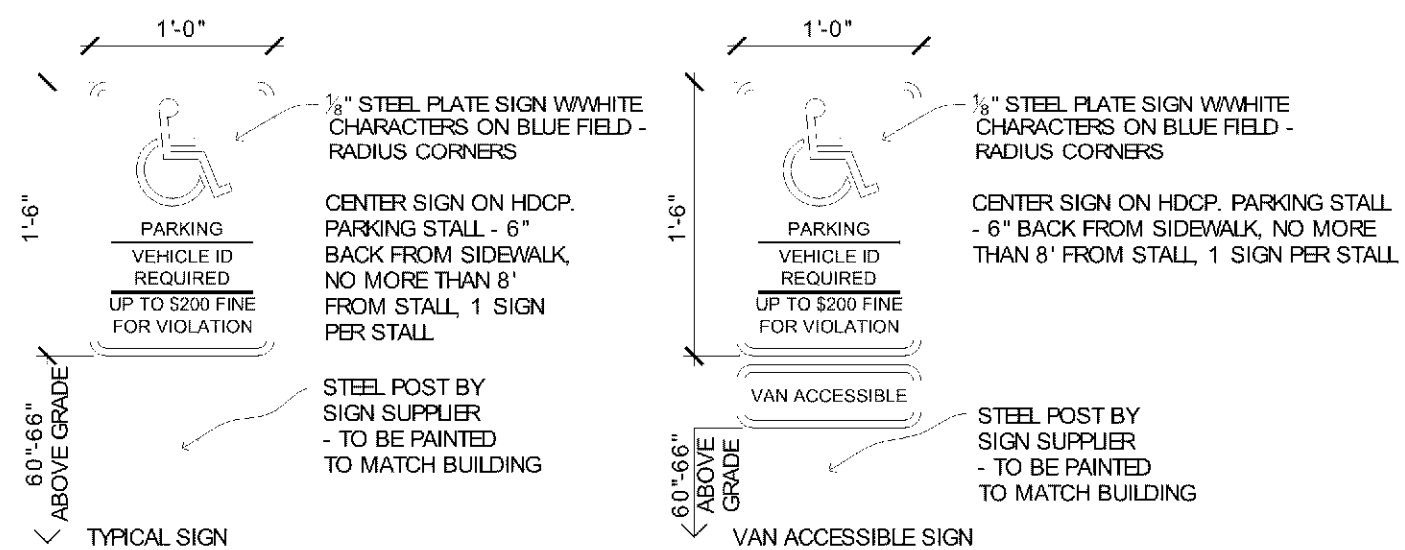 1'-0"
1'-6"
PARKING
VEHICLE ID
REQUIRED
UP TO $200 FINE
FOR VIOLATION
⅛" STEEL PLATE SIGN W/WHITE
CHARACTERS ON BLUE FIELD -
RADIUS CORNERS
CENTER SIGN ON HDCP.
PARKING STALL - 6"
BACK FROM SIDEWALK,
NO MORE THAN 8'
FROM STALL, 1 SIGN
PER STALL
60"-66"
ABOVE GRADE
STEEL POST BY
SIGN SUPPLIER
- TO BE PAINTED
TO MATCH BUILDING
TYPICAL SIGN
1'-0"
1'-6"
PARKING
VEHICLE ID
REQUIRED
UP TO $200 FINE
FOR VIOLATION
VAN ACCESSIBLE
⅛" STEEL PLATE SIGN W/WHITE
CHARACTERS ON BLUE FIELD -
RADIUS CORNERS
CENTER SIGN ON HDCP. PARKING STALL
- 6" BACK FROM SIDEWALK, NO MORE
THAN 8' FROM STALL, 1 SIGN PER STALL
60"-66"
ABOVE
GRADE
STEEL POST BY
SIGN SUPPLIER
- TO BE PAINTED
TO MATCH BUILDING
VAN ACCESSIBLE SIGN